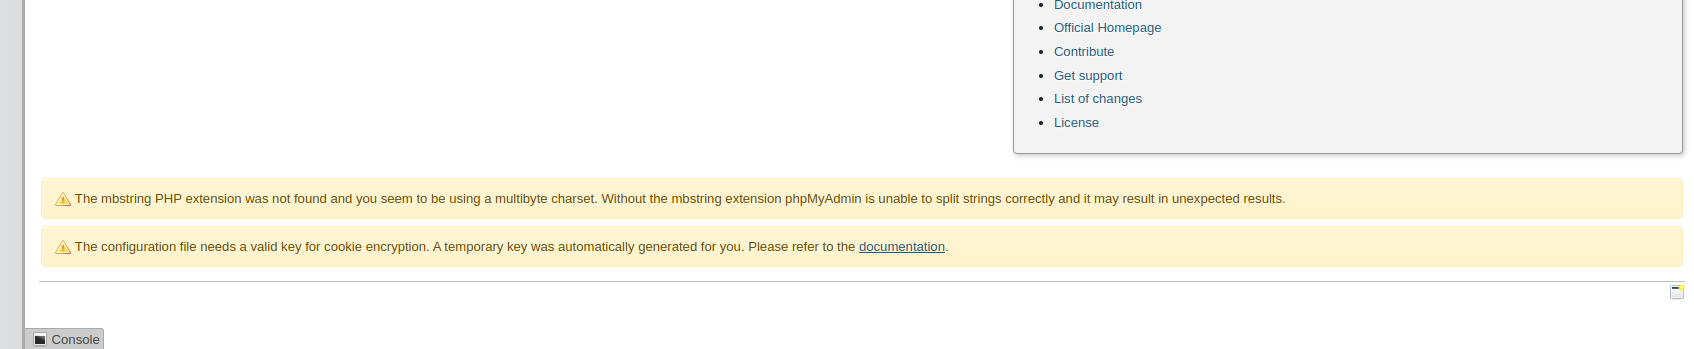 Documentation
Official Homepage
Contribute
Get support
List of changes
License
The mbstring PHP extension was not found and you seem to be using a multibyte charset. Without the mbstring extension phpMyAdmin is unable to split strings correctly and it may result in unexpected results.
The configuration file needs a valid key for cookie encryption. A temporary key was automatically generated for you. Please refer to the documentation.
Console